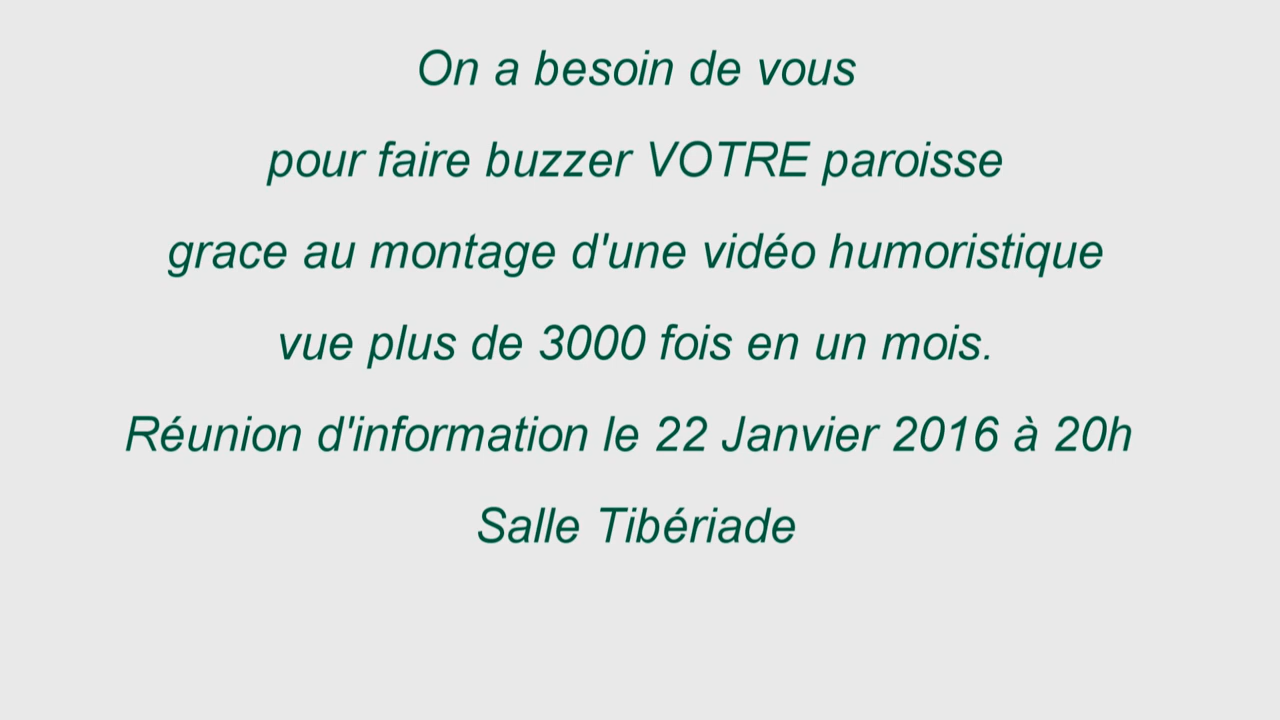 On a besoin de vous
pour faire buzzer VOTRE paroisse
grace au montage d'une vidéo humoristique
vue plus de 3000 fois en un mois.
Réunion d'information le 22 Janvier 2016 à 20h
Salle Tibériade